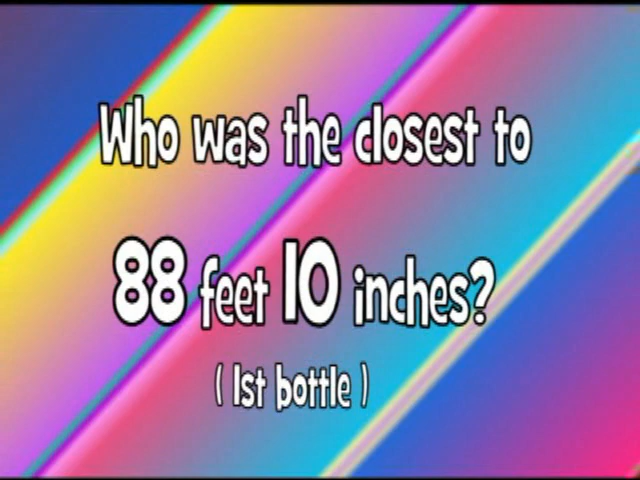 Who was the closest to
88 feet 10 inches?
( 1st bottle )